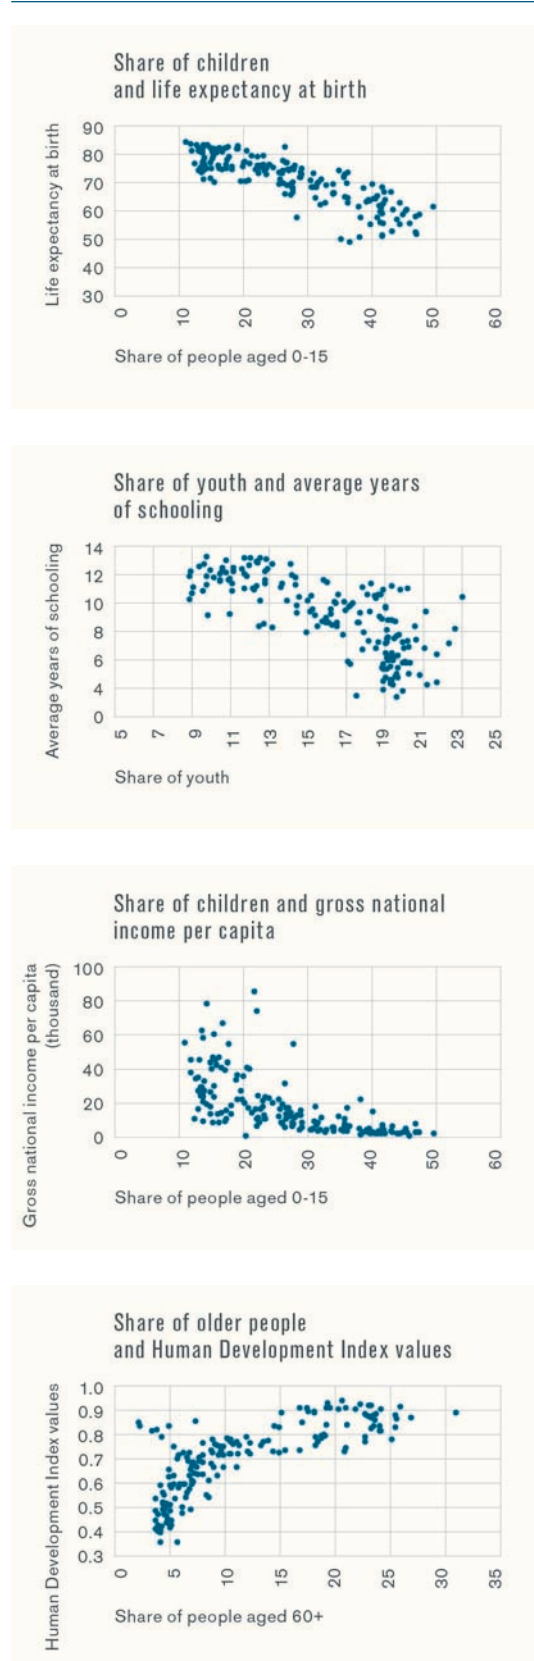 Share of children
and life expectancy at birth
Life expectancy at birth
90
80
70
60
50
40
30
0 10 20 30 40 50 60
Share of people aged 0-15
Share of youth and average years
of schooling
Average years of schooling
14
12
10
8
6
4
0
5 7 9 11 13 15 17 19 21 23 25
Share of youth
Share of children and gross national
income per capita
Gross national income per capita
(thousand)
100
80
60
40
20
0
0 10 20 30 40 50 60
Share of people aged 0-15
Share of older people
and Human Development Index values
Human Development Index values
1.0
0.9
0.8
0.7
0.6
0.5
0.4
0.3
0 5 10 15 20 25 30 35
Share of people aged 60+